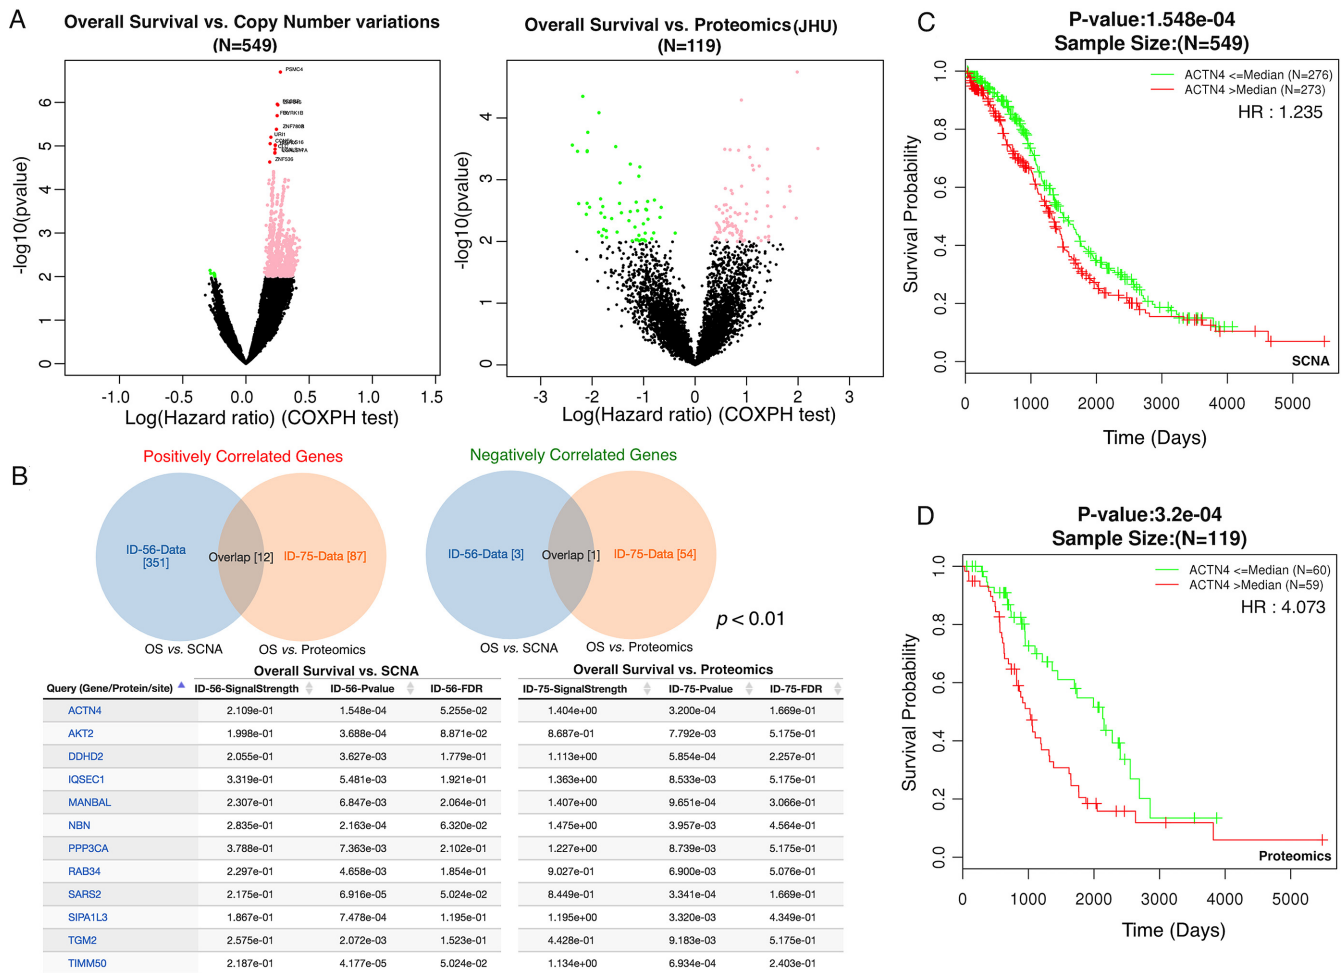 A
Overall Survival vs. Copy Number variations
(N=549)
-log10(pvalue)
6
5
4
3
2
1
0
PSMC4
ZNF780B
URI1
ZNF536
-1.0
-0.5
0.0
0.5
1.0
1.5
Log(Hazard ratio) (COXPH test)
Overall Survival vs. Proteomics(JHU)
(N=119)
-log10(pvalue)
4
3
2
1
0
-3
-2
-1
0
1
2
3
Log(Hazard ratio) (COXPH test)
C
P-value:1.548e-04
Sample Size:(N=549)
ACTN4 <=Median (N=276)
ACTN4 >Median (N=273)
HR : 1.235
Survival Probability
1.0
0.8
0.6
0.4
0.2
0.0
SCNA
0
1000
2000
3000
4000
5000
Time (Days)
B
Positively Correlated Genes
ID-56-Data
[351]
Overlap [12]
ID-75-Data [87]
OS vs. SCNA
OS vs. Proteomics
Negatively Correlated Genes
ID-56-Data [3]
Overlap [1]
ID-75-Data [54]
OS vs. SCNA
OS vs. Proteomics
p < 0.01
Overall Survival vs. SCNA
Overall Survival vs. Proteomics
Query (Gene/Protein/site) ID-56-SignalStrength ID-56-Pvalue ID-56-FDR ID-75-SignalStrength ID-75-Pvalue ID-75-FDR
ACTN4 2.109e-01 1.548e-04 5.255e-02 1.404e+00 3.200e-04 1.669e-01
AKT2 1.998e-01 3.688e-04 8.871e-02 8.687e-01 7.792e-03 5.175e-01
DDHD2 2.055e-01 3.627e-03 1.779e-01 1.113e+00 5.854e-04 2.257e-01
IQSEC1 3.319e-01 5.481e-03 1.921e-01 1.363e+00 8.533e-03 5.175e-01
MANBAL 2.307e-01 6.847e-03 2.064e-01 1.407e+00 9.651e-04 3.066e-01
NBN 2.835e-01 2.163e-04 6.320e-02 1.475e+00 3.957e-03 4.564e-01
PPP3CA 3.788e-01 7.363e-03 2.102e-01 1.227e+00 8.739e-03 5.175e-01
RAB34 2.297e-01 4.658e-03 1.854e-01 9.027e-01 6.900e-03 5.076e-01
SARS2 2.175e-01 6.916e-05 5.024e-02 8.449e-01 3.341e-04 1.669e-01
SIPA1L3 1.867e-01 7.478e-04 1.195e-01 1.195e+00 3.320e-03 4.349e-01
TGM2 2.575e-01 2.072e-03 1.523e-01 4.428e-01 9.183e-03 5.175e-01
TIMM50 2.187e-01 4.177e-05 5.024e-02 1.134e+00 6.934e-04 2.403e-01
D
P-value:3.2e-04
Sample Size:(N=119)
ACTN4 <=Median (N=60)
ACTN4 >Median (N=59)
HR : 4.073
Survival Probability
1.0
0.8
0.6
0.4
0.2
0.0
Proteomics
0
1000
2000
3000
4000
5000
Time (Days)